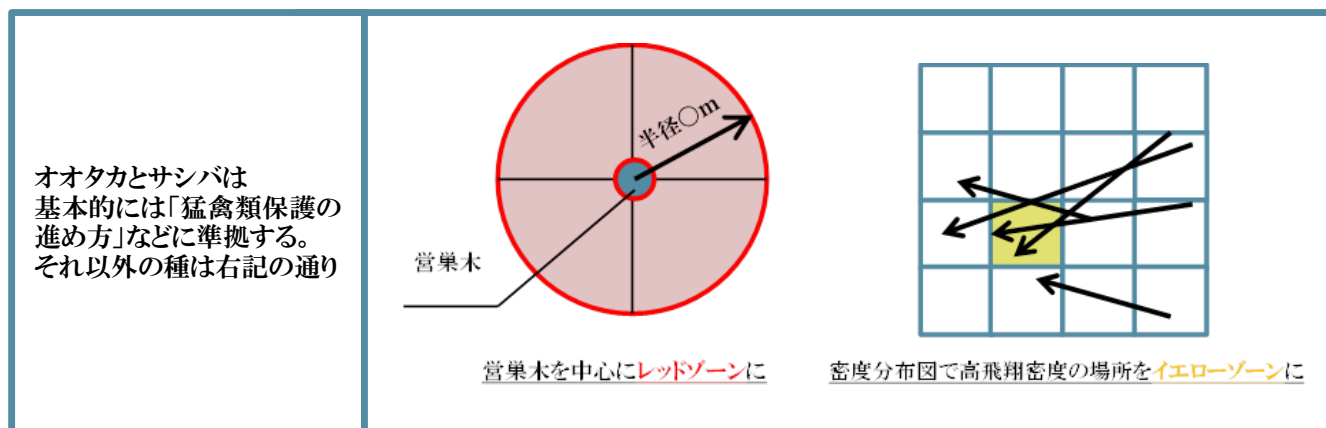 オオタカとサシバは
基本的には「猛禽類保護の
進め方」などに準拠する。
それ以外の種は右記の通り
半径〇m
営巣木
営巣木を中心にレッドゾーンに
密度分布図で高飛翔密度の場所をイエローゾーンに